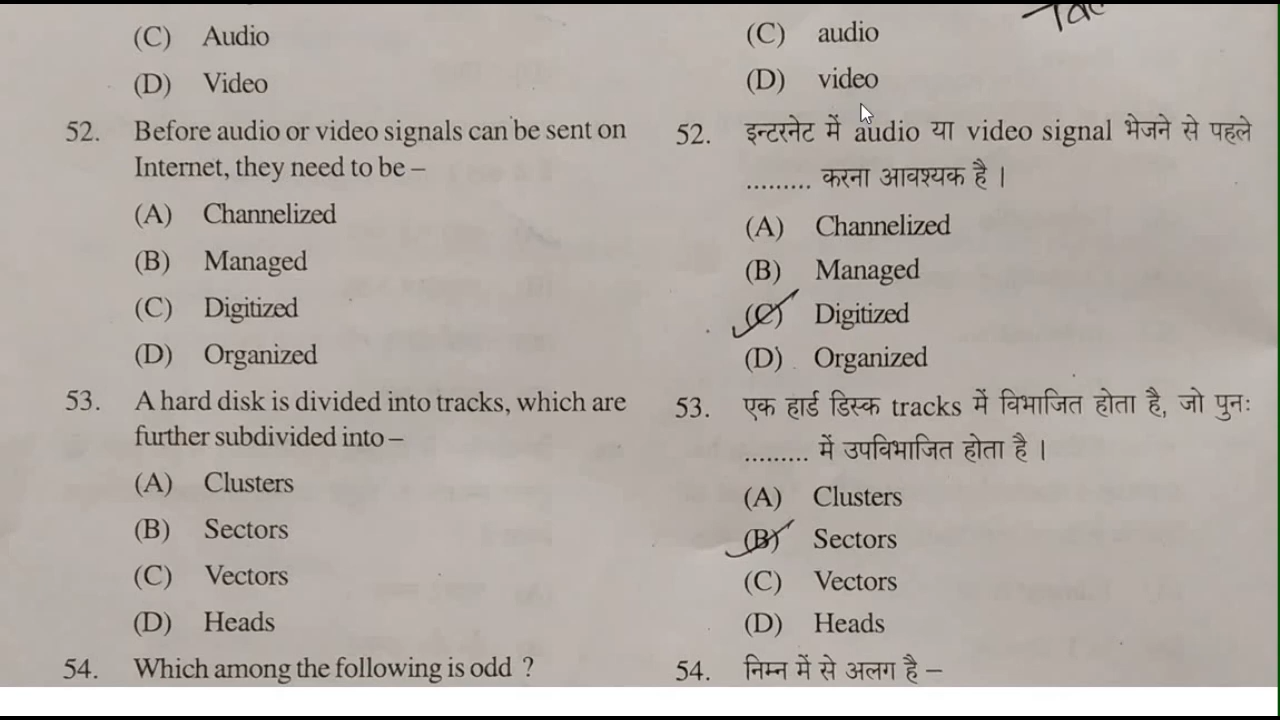 (C) Audio
(D) Video
52. Before audio or video signals can be sent on
Internet, they need to be –
(A) Channelized
(B) Managed
(C) Digitized
(D) Organized
53. A hard disk is divided into tracks, which are
further subdivided into –
(A) Clusters
(B) Sectors
(C) Vectors
(D) Heads
54. Which among the following is odd ?
(C) audio
(D) video
52. इन्टरनेट में audio या video signal भेजने से पहले
......... करना आवश्यक है ।
(A) Channelized
(B) Managed
(C) Digitized
(D) Organized
53. एक हार्ड डिस्क tracks में विभाजित होता है, जो पुनः
......... में उपविभाजित होता है ।
(A) Clusters
(B) Sectors
(C) Vectors
(D) Heads
54. निम्न में से अलग है –